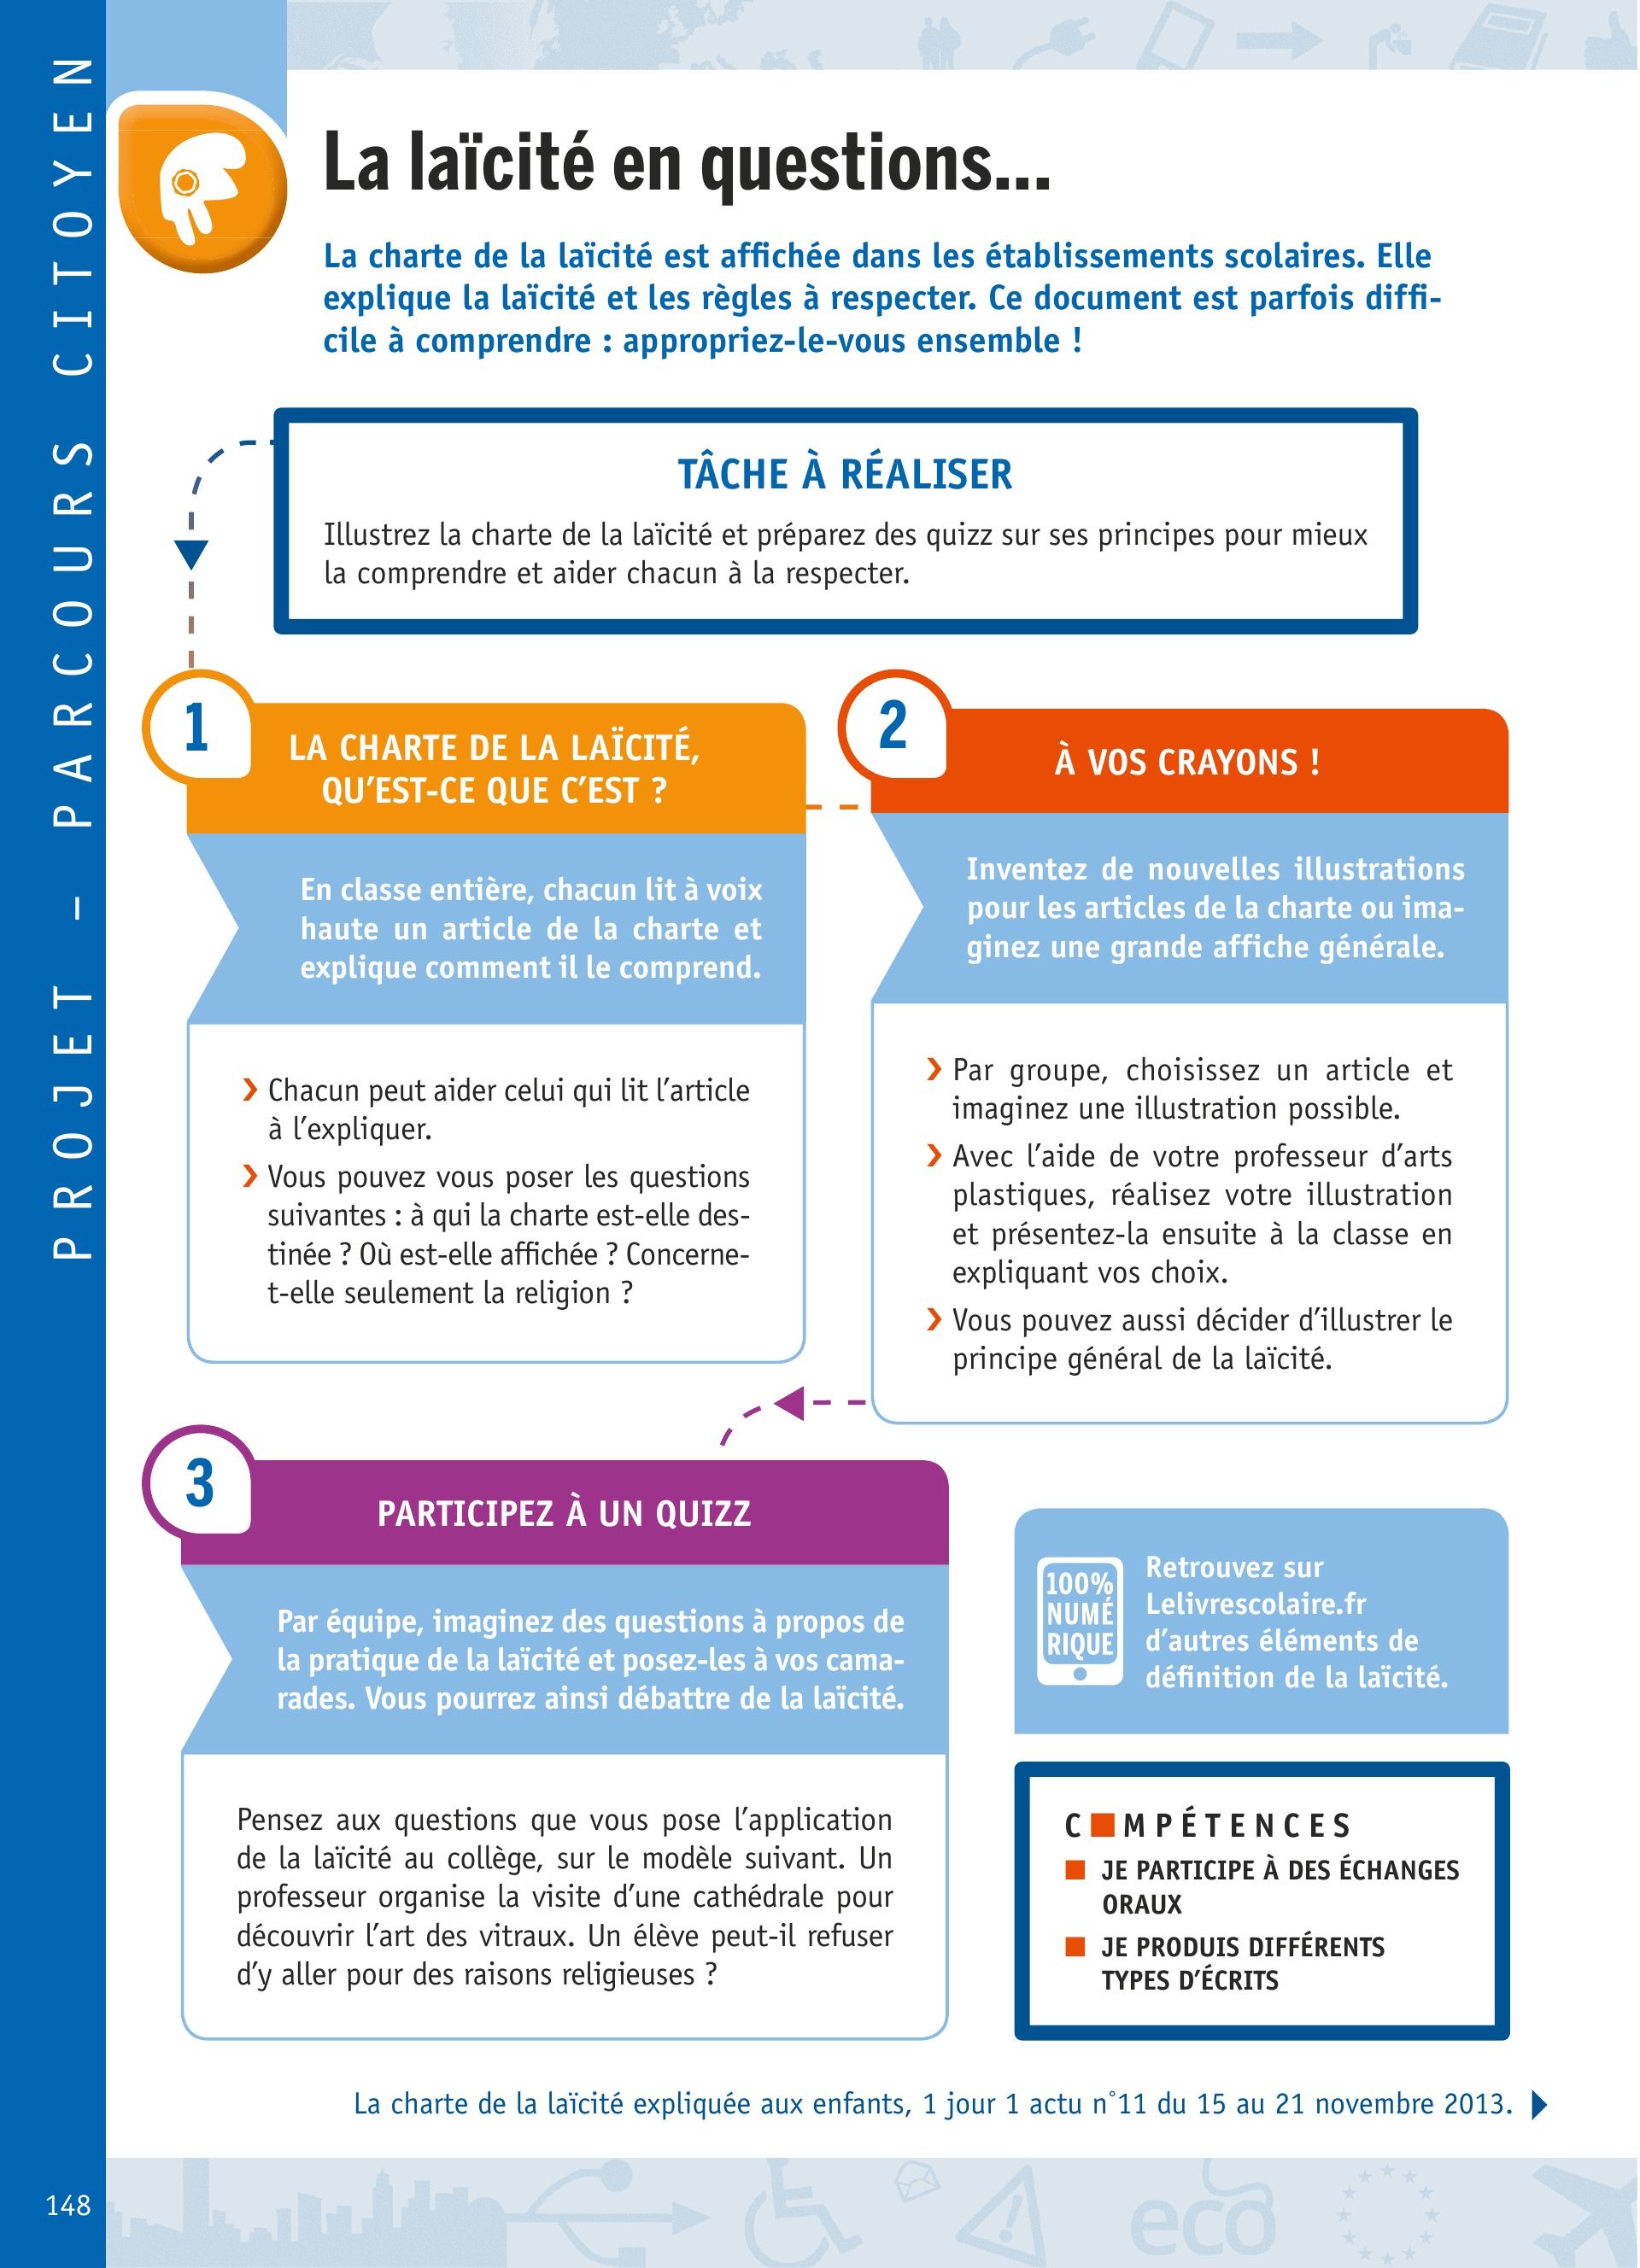 PROJET – PARCOURS CITOYEN
La laïcité en questions...
La charte de la laïcité est affichée dans les établissements scolaires. Elle
explique la laïcité et les règles à respecter. Ce document est parfois diffi-
cile à comprendre : appropriez-le-vous ensemble !
TÂCHE À RÉALISER
Illustrez la charte de la laïcité et préparez des quizz sur ses principes pour mieux
la comprendre et aider chacun à la respecter.
1
LA CHARTE DE LA LAÏCITÉ,
QU’EST-CE QUE C’EST ?
En classe entière, chacun lit à voix
haute un article de la charte et
explique comment il le comprend.
› Chacun peut aider celui qui lit l’article
à l’expliquer.
› Vous pouvez vous poser les questions
suivantes : à qui la charte est-elle des-
tinée ? Où est-elle affichée ? Concerne-
t-elle seulement la religion ?
2
À VOS CRAYONS !
Inventez de nouvelles illustrations
pour les articles de la charte ou ima-
ginez une grande affiche générale.
› Par groupe, choisissez un article et
imaginez une illustration possible.
› Avec l’aide de votre professeur d’arts
plastiques, réalisez votre illustration
et présentez-la ensuite à la classe en
expliquant vos choix.
› Vous pouvez aussi décider d’illustrer le
principe général de la laïcité.
3
PARTICIPEZ À UN QUIZZ
Par équipe, imaginez des questions à propos de
la pratique de la laïcité et posez-les à vos cama-
rades. Vous pourrez ainsi débattre de la laïcité.
Pensez aux questions que vous pose l’application
de la laïcité au collège, sur le modèle suivant. Un
professeur organise la visite d’une cathédrale pour
découvrir l’art des vitraux. Un élève peut-il refuser
d’y aller pour des raisons religieuses ?
100%
NUMÉ
RIQUE
Retrouvez sur
Lelivrescolaire.fr
d’autres éléments de
définition de la laïcité.
C■MPÉTENCES
■ JE PARTICIPE À DES ÉCHANGES
ORAUX
■ JE PRODUIS DIFFÉRENTS
TYPES D’ÉCRITS
La charte de la laïcité expliquée aux enfants, 1 jour 1 actu n°11 du 15 au 21 novembre 2013.
148
eco